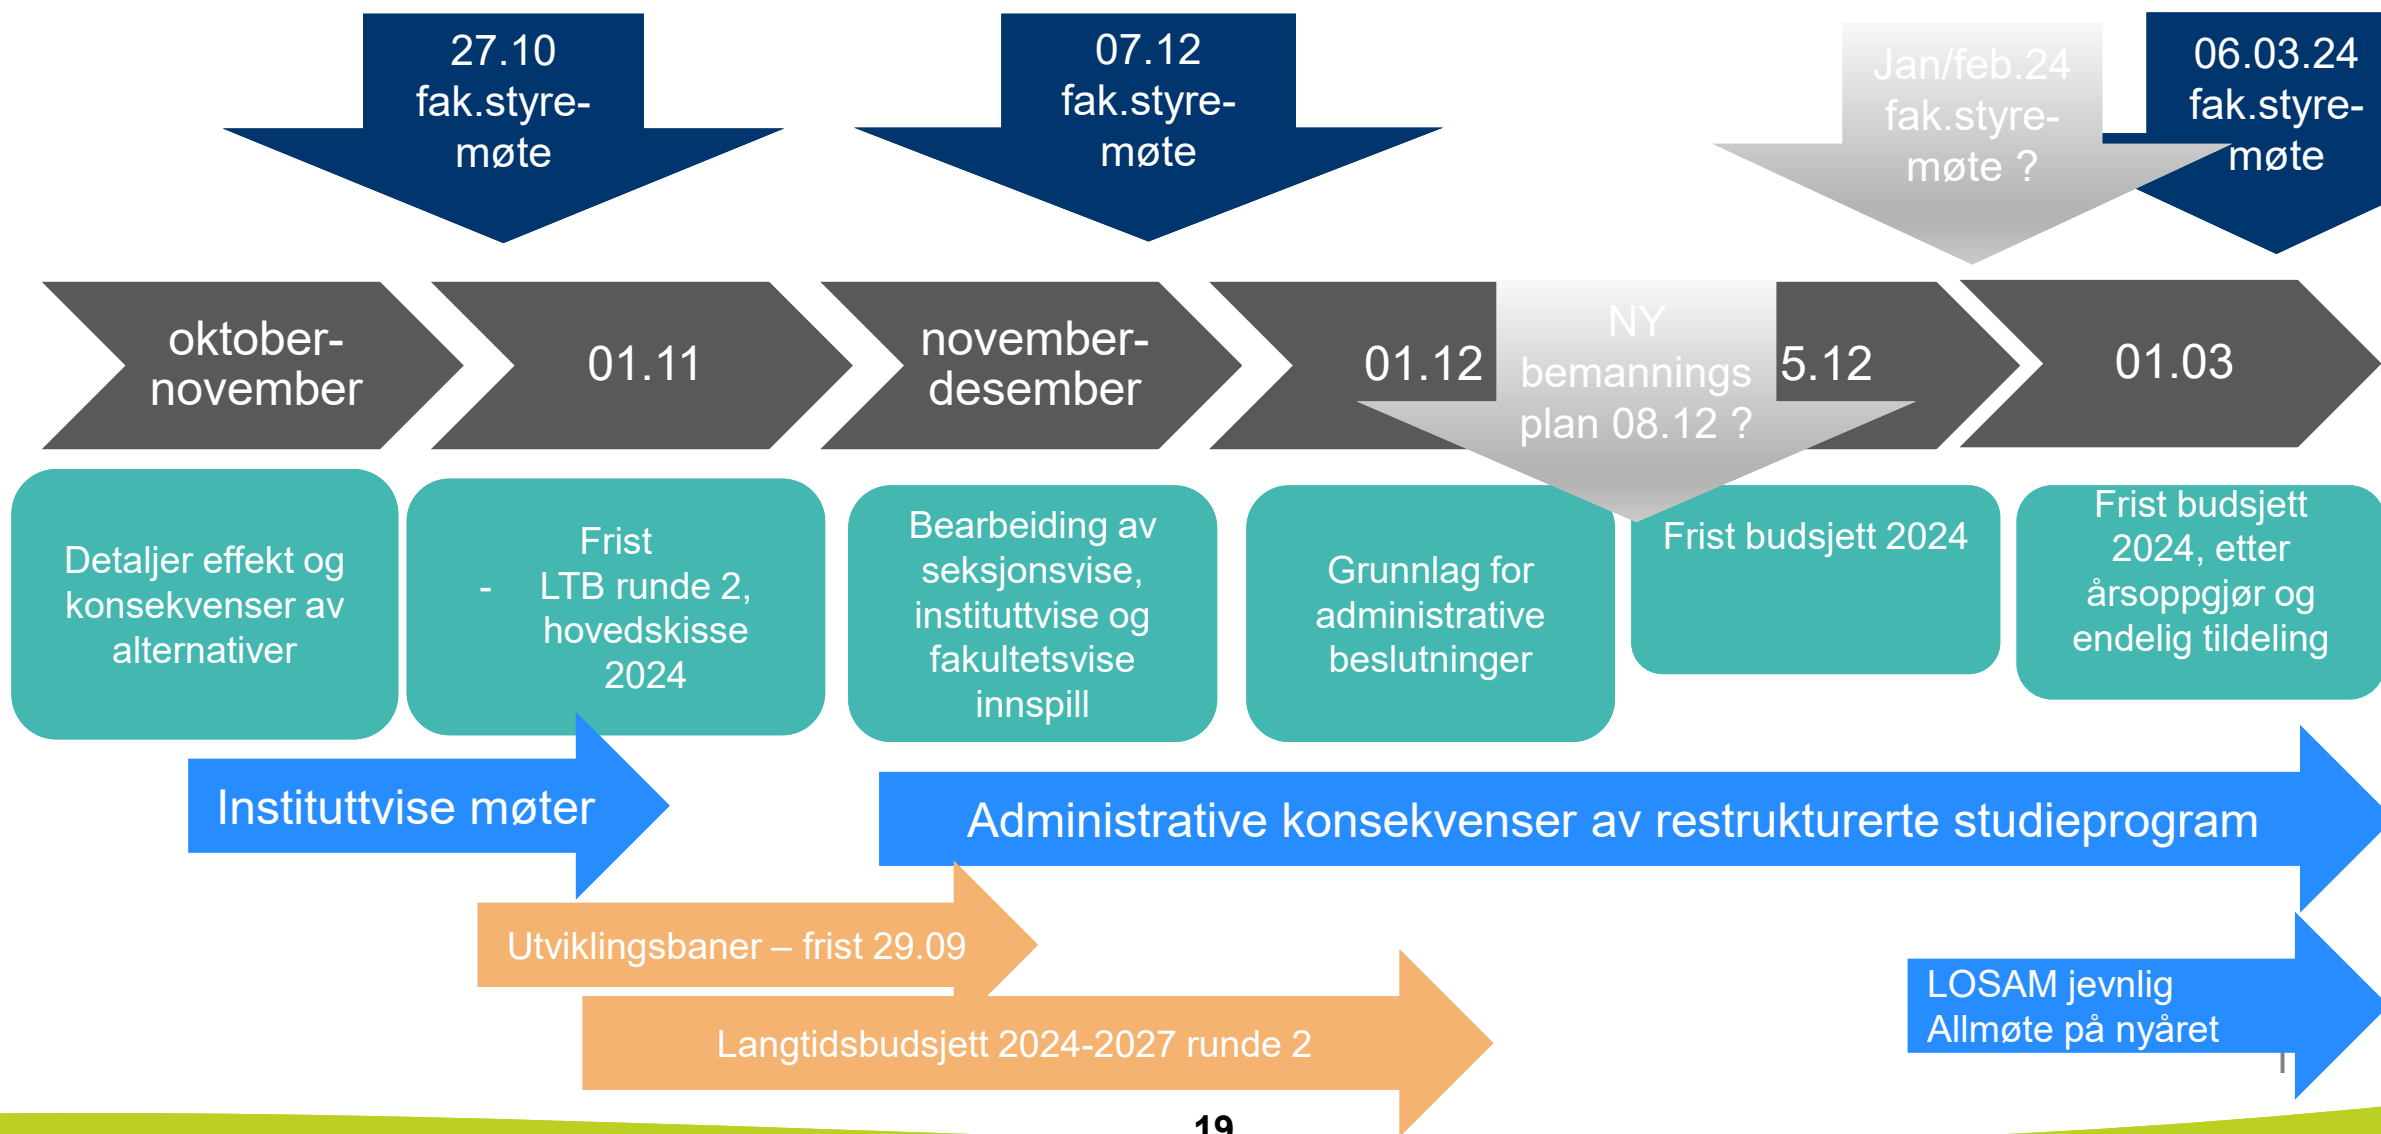 27.10
fak.styre-
møte
07.12
fak.styre-
møte
Jan/feb.24
fak.styre-
møte ?
06.03.24
fak.styre-
møte
oktober-
november
01.11
november-
desember
01.12
NY
bemannings
plan 08.12 ?
5.12
01.03
Detaljer effekt og
konsekvenser av
alternativer
Frist
- LTB runde 2,
hovedskisse
2024
Bearbeiding av
seksjonsvise,
instituttvise og
fakultetsvise
innspill
Grunnlag for
administrative
beslutninger
Frist budsjett 2024
Frist budsjett
2024, etter
årsoppgjør og
endelig tildeling
Instituttvise møter
Administrative konsekvenser av restrukturerte studieprogram
Utviklingsbaner – frist 29.09
Langtidsbudsjett 2024-2027 runde 2
LOSAM jevnlig
Allmøte på nyåret
19